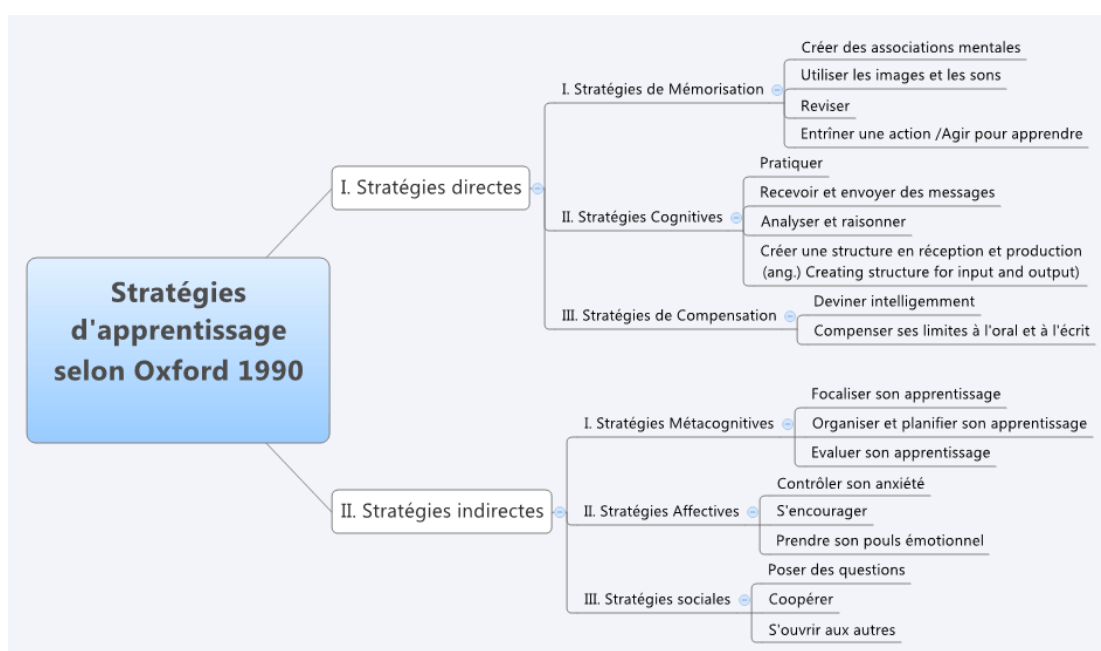 Stratégies
d'apprentissage
selon Oxford 1990
I. Stratégies directes
I. Stratégies de Mémorisation
Créer des associations mentales
Utiliser les images et les sons
Reviser
Entrîner une action /Agir pour apprendre
II. Stratégies Cognitives
Pratiquer
Recevoir et envoyer des messages
Analyser et raisonner
Créer une structure en réception et production
(ang.) Creating structure for input and output)
III. Stratégies de Compensation
Deviner intelligemment
Compenser ses limites à l'oral et à l'écrit
II. Stratégies indirectes
I. Stratégies Métacognitives
Focaliser son apprentissage
Organiser et planifier son apprentissage
Evaluer son apprentissage
II. Stratégies Affectives
Contrôler son anxiété
S'encourager
Prendre son pouls émotionnel
III. Stratégies sociales
Poser des questions
Coopérer
S'ouvrir aux autres